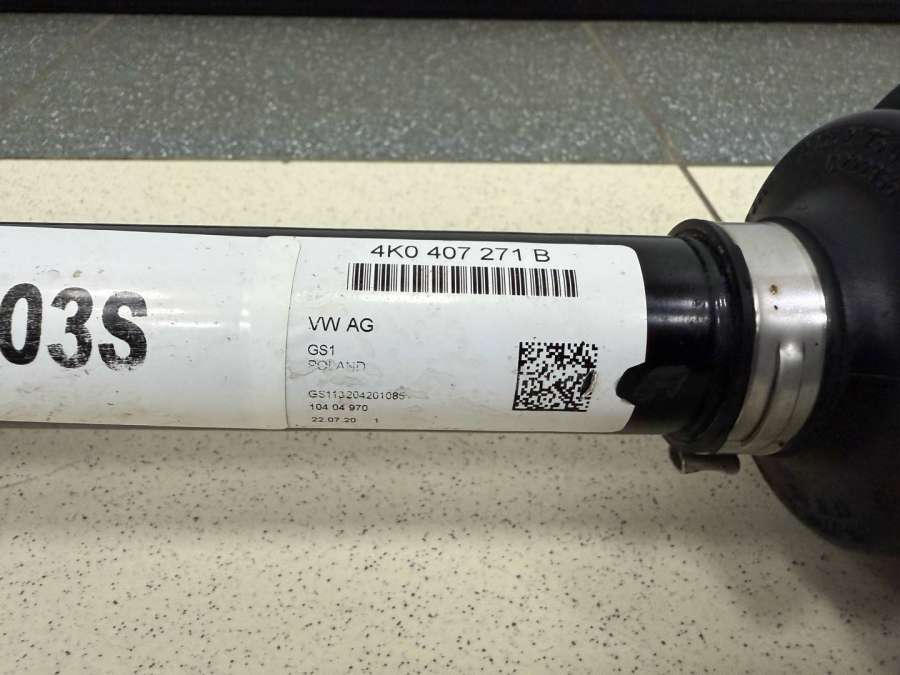 4K0 407 271 B
03S
VW AG
GS1
POLAND
GS113204201085
104 04 970
22.07.20 1